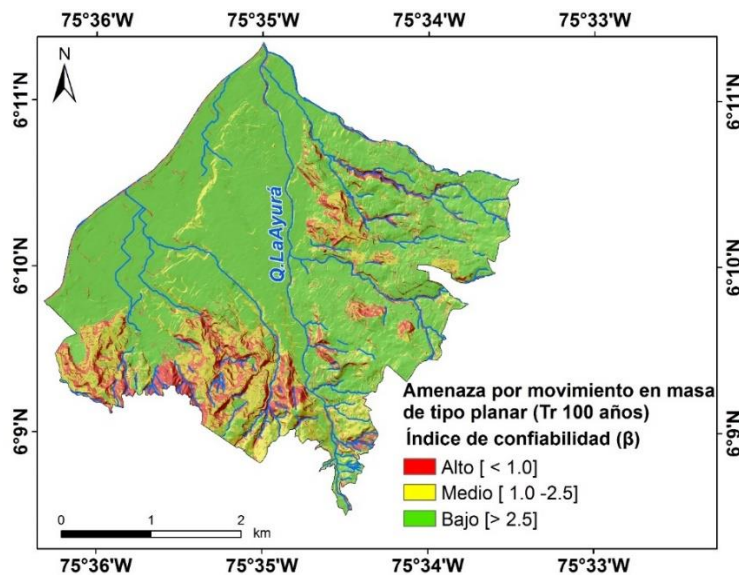 75°36'W 75°35'W 75°34'W 75°33'W
N
6°11'N 6°11'N
Q.LaAyurá
6°10'N 6°10'N
Amenaza por movimiento en masa
de tipo planar (Tr 100 años)
Índice de confiabilidad (β)
6°9'N 6°9'N
Alto [ < 1.0]
Medio [ 1.0 -2.5]
Bajo [> 2.5]
0 1 2
km
75°36'W 75°35'W 75°34'W 75°33'W